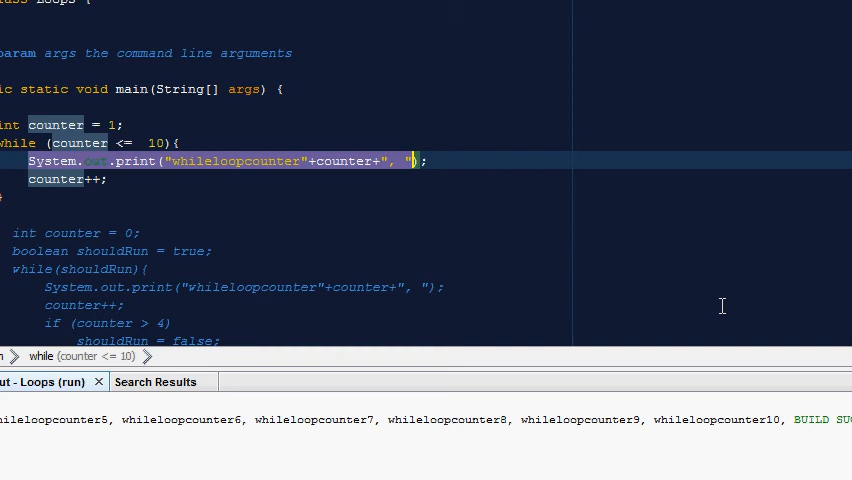 class Loops {
param args the command line arguments
ic static void main(String[] args) {
int counter = 1;
while (counter <= 10){
System.out.print("whileloopcounter"+counter+", ");
counter++;
}
int counter = 0;
boolean shouldRun = true;
while(shouldRun){
System.out.print("whileloopcounter"+counter+", ");
counter++;
if (counter > 4)
shouldRun = false;
n while (counter <= 10)
ut - Loops (run) × Search Results
hileloopcounter5, whileloopcounter6, whileloopcounter7, whileloopcounter8, whileloopcounter9, whileloopcounter10, BUILD SUC